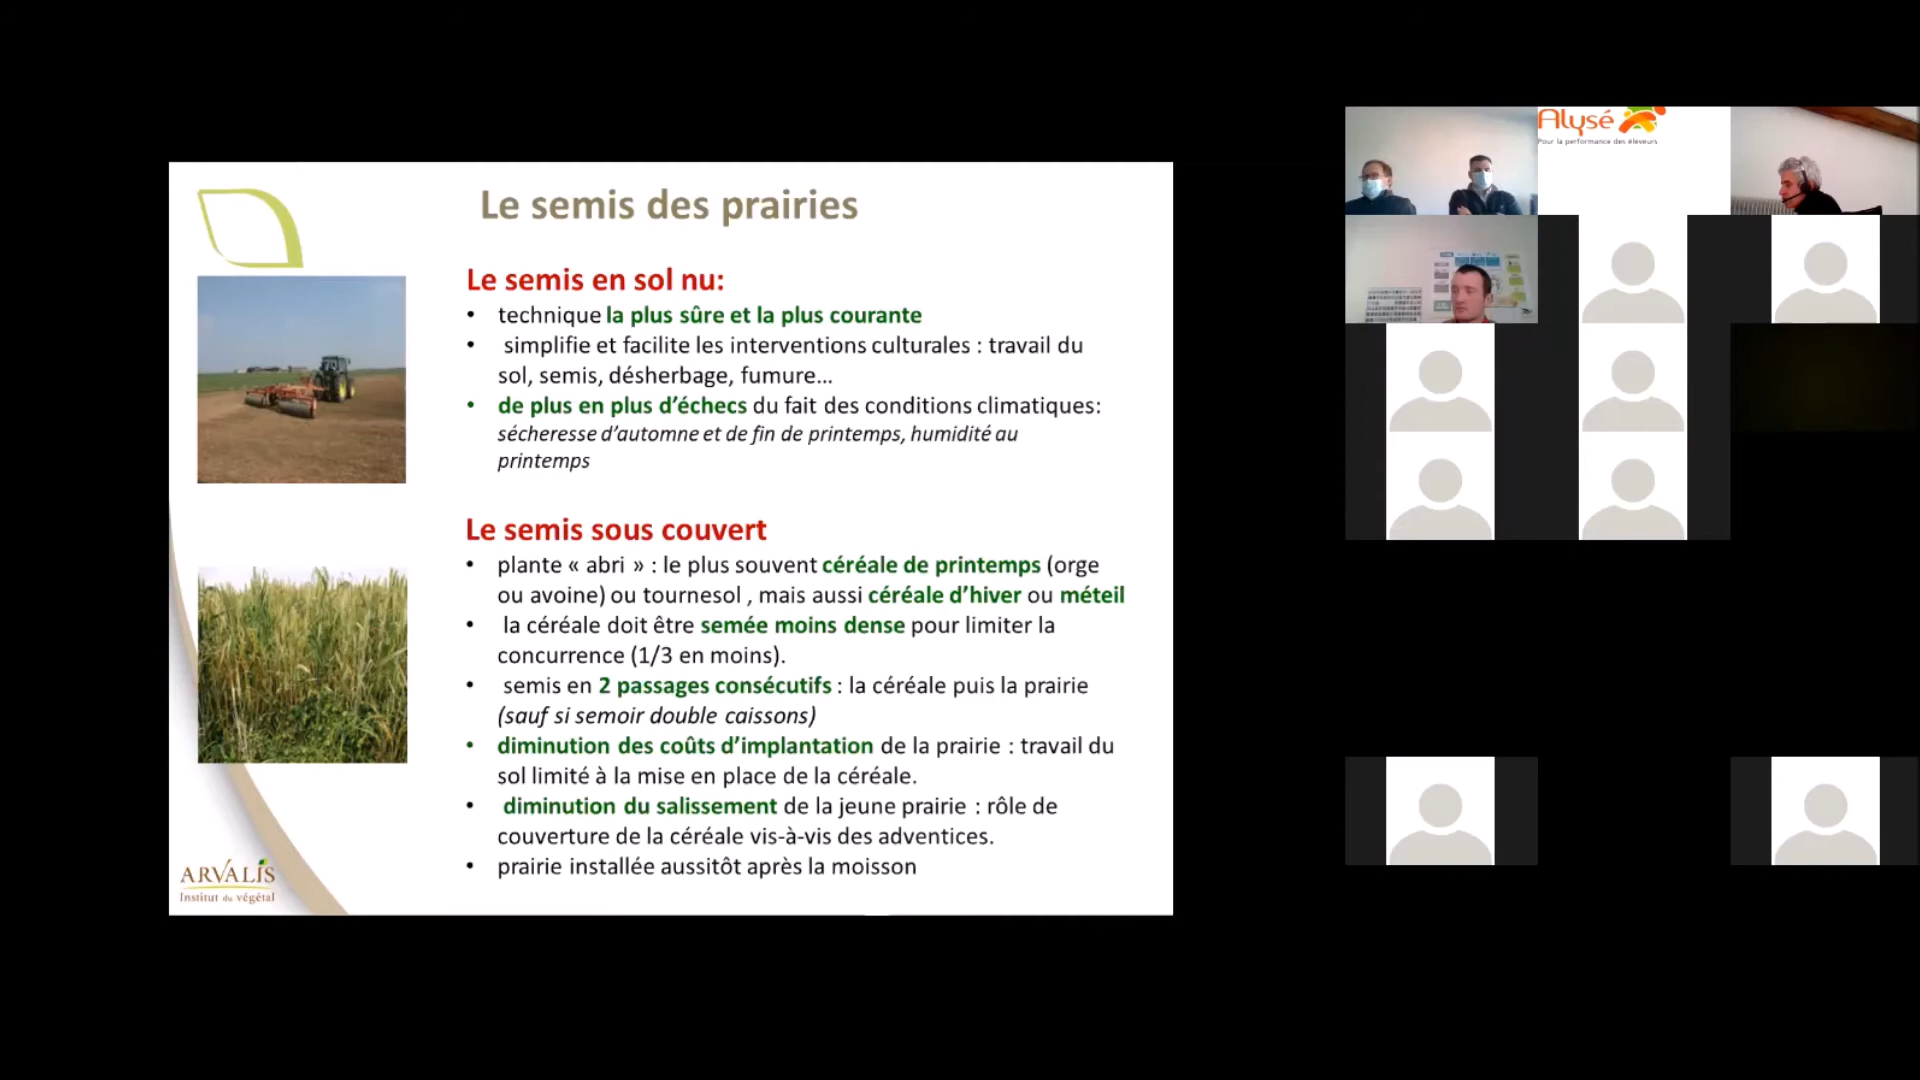 Le semis des prairies
Le semis en sol nu:
• technique la plus sûre et la plus courante
• simplifie et facilite les interventions culturales : travail du
sol, semis, désherbage, fumure...
• de plus en plus d'échecs du fait des conditions climatiques:
sécheresse d'automne et de fin de printemps, humidité au
printemps
Le semis sous couvert
• plante « abri » : le plus souvent céréale de printemps (orge
ou avoine) ou tournesol , mais aussi céréale d'hiver ou méteil
• la céréale doit être semée moins dense pour limiter la
concurrence (1/3 en moins).
• semis en 2 passages consécutifs : la céréale puis la prairie
(sauf si semoir double caissons)
• diminution des coûts d'implantation de la prairie : travail du
sol limité à la mise en place de la céréale.
• diminution du salissement de la jeune prairie : rôle de
couverture de la céréale vis-à-vis des adventices.
• prairie installée aussitôt après la moisson
ARVALIS
Institut du végétal
Alysé
Pour la performance des éleveurs